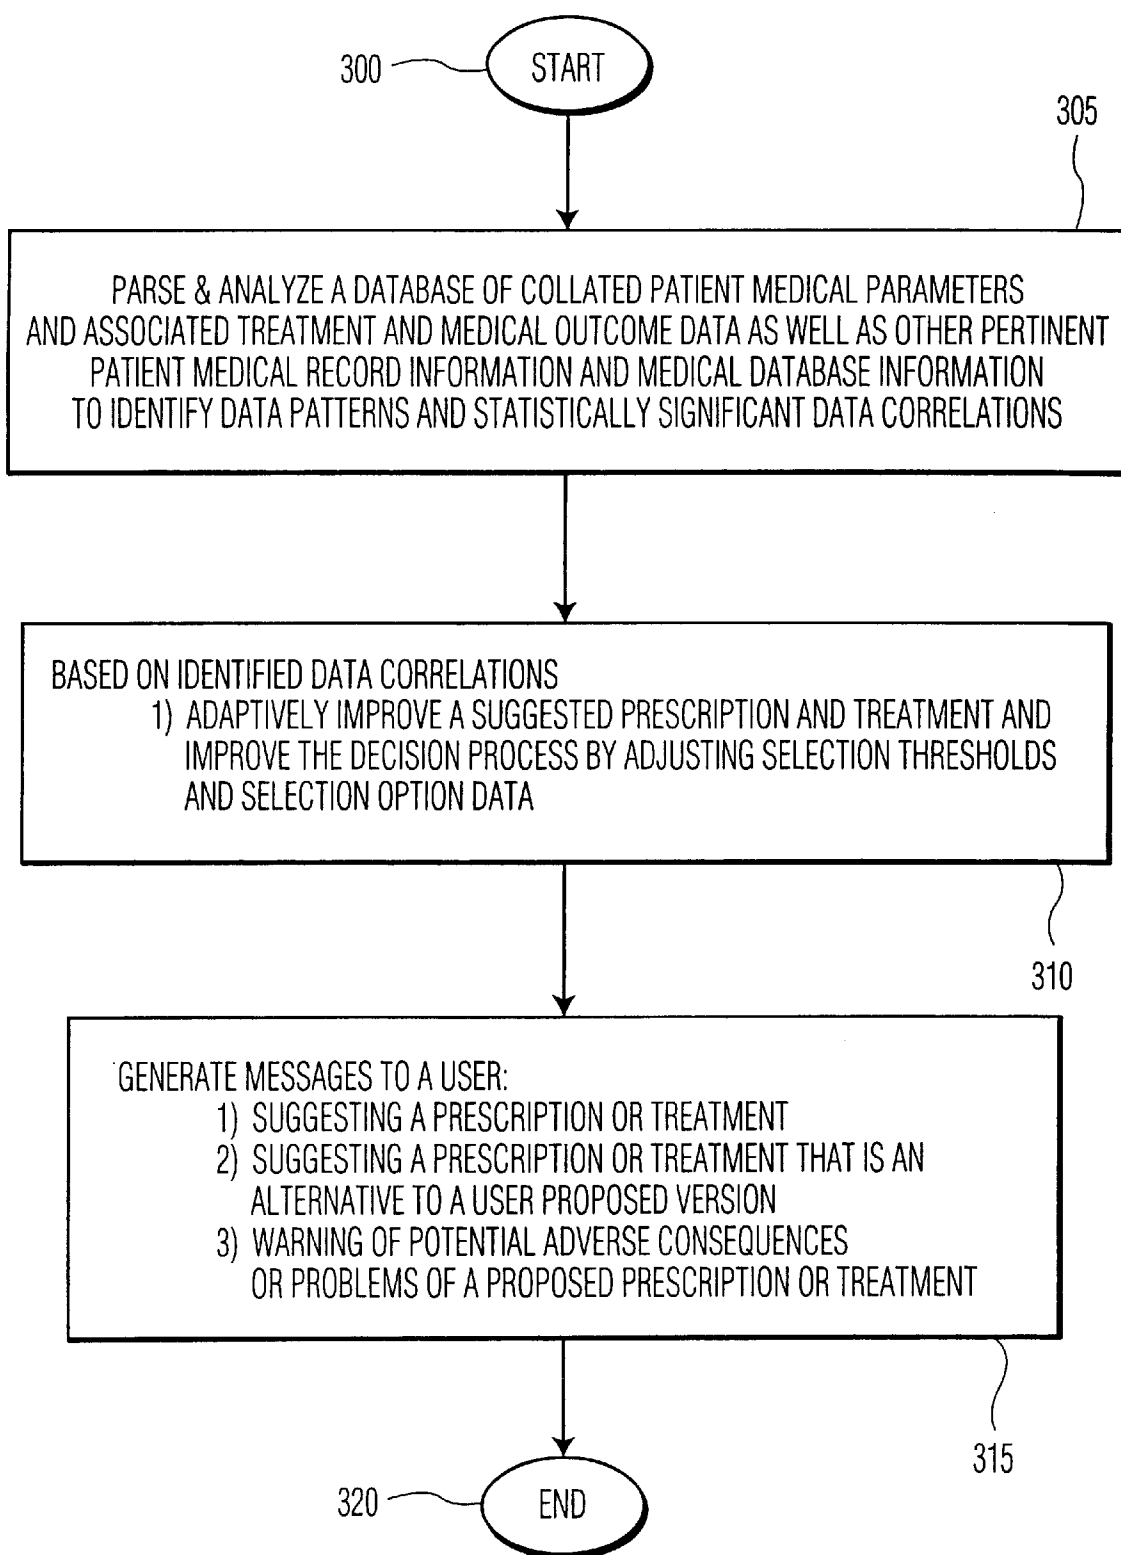 300
START
305
PARSE & ANALYZE A DATABASE OF COLLATED PATIENT MEDICAL PARAMETERS
AND ASSOCIATED TREATMENT AND MEDICAL OUTCOME DATA AS WELL AS OTHER PERTINENT
PATIENT MEDICAL RECORD INFORMATION AND MEDICAL DATABASE INFORMATION
TO IDENTIFY DATA PATTERNS AND STATISTICALLY SIGNIFICANT DATA CORRELATIONS
BASED ON IDENTIFIED DATA CORRELATIONS
1) ADAPTIVELY IMPROVE A SUGGESTED PRESCRIPTION AND TREATMENT AND
IMPROVE THE DECISION PROCESS BY ADJUSTING SELECTION THRESHOLDS
AND SELECTION OPTION DATA
310
GENERATE MESSAGES TO A USER:
1) SUGGESTING A PRESCRIPTION OR TREATMENT
2) SUGGESTING A PRESCRIPTION OR TREATMENT THAT IS AN
ALTERNATIVE TO A USER PROPOSED VERSION
3) WARNING OF POTENTIAL ADVERSE CONSEQUENCES
OR PROBLEMS OF A PROPOSED PRESCRIPTION OR TREATMENT
315
320
END